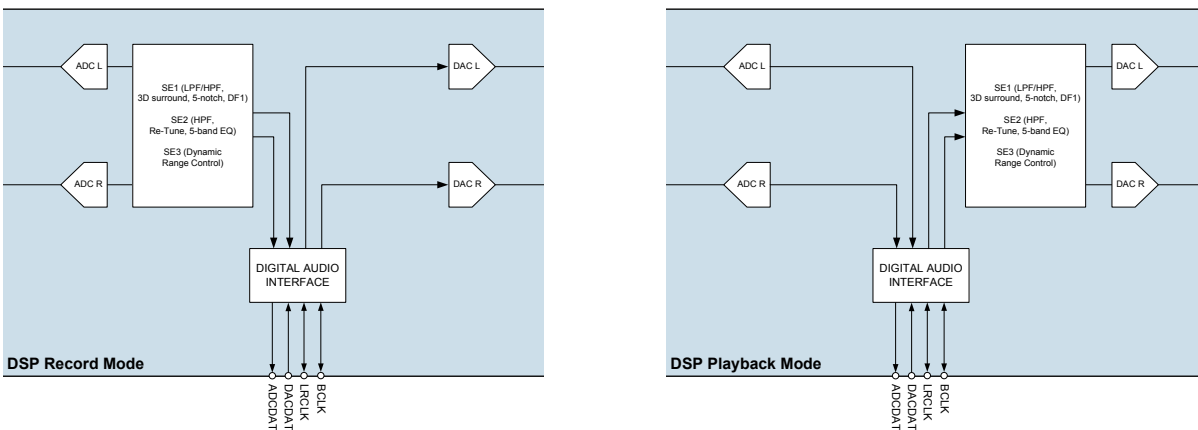 ADC L
SE1 (LPF/HPF,
3D surround, 5-notch, DF1)
SE2 (HPF,
Re-Tune, 5-band EQ)
SE3 (Dynamic
Range Control)
DAC L
ADC R
DAC R
DIGITAL AUDIO
INTERFACE
DSP Record Mode
ADCDAT
DACDAT
LRCLK
BCLK
ADC L
SE1 (LPF/HPF,
3D surround, 5-notch, DF1)
SE2 (HPF,
Re-Tune, 5-band EQ)
SE3 (Dynamic
Range Control)
DAC L
ADC R
DAC R
DIGITAL AUDIO
INTERFACE
DSP Playback Mode
ADCDAT
DACDAT
LRCLK
BCLK